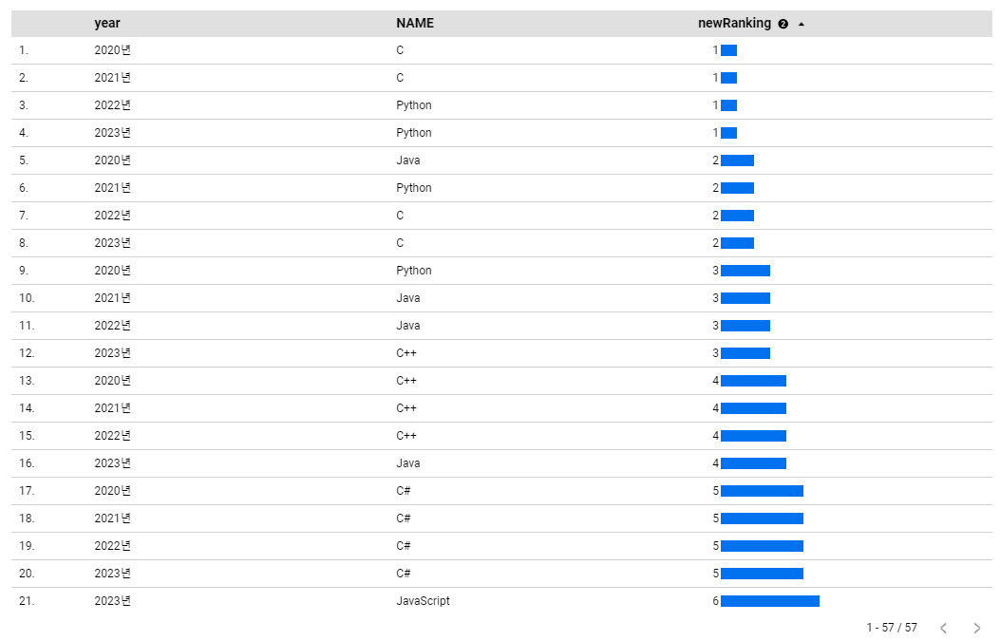 year NAME newRanking 2
1. 2020년 C 1
2. 2021년 C 1
3. 2022년 Python 1
4. 2023년 Python 1
5. 2020년 Java 2
6. 2021년 Python 2
7. 2022년 C 2
8. 2023년 C 2
9. 2020년 Python 3
10. 2021년 Java 3
11. 2022년 Java 3
12. 2023년 C++ 3
13. 2020년 C++ 4
14. 2021년 C++ 4
15. 2022년 C++ 4
16. 2023년 Java 4
17. 2020년 C# 5
18. 2021년 C# 5
19. 2022년 C# 5
20. 2023년 C# 5
21. 2023년 JavaScript 6
1 - 57 / 57